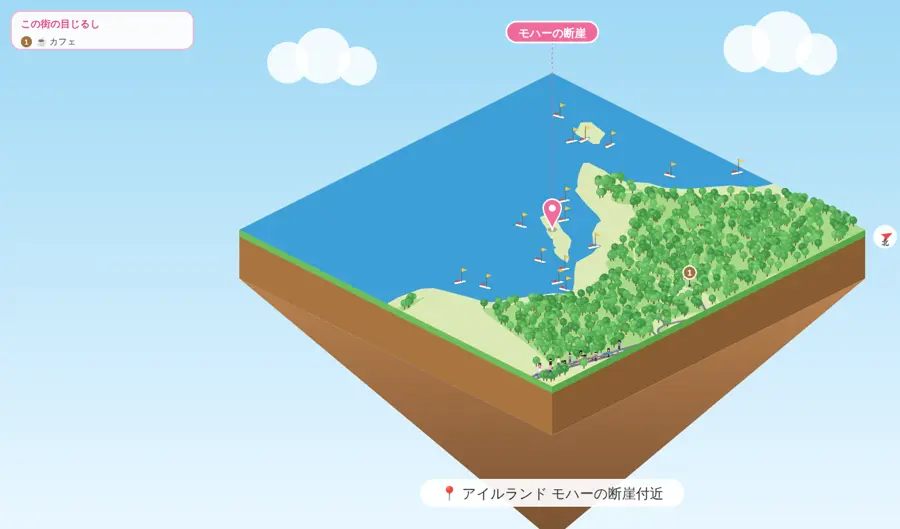 この街の目じるし
1 ☕ カフェ
モハーの断崖
1
北
📍 アイルランド モハーの断崖付近